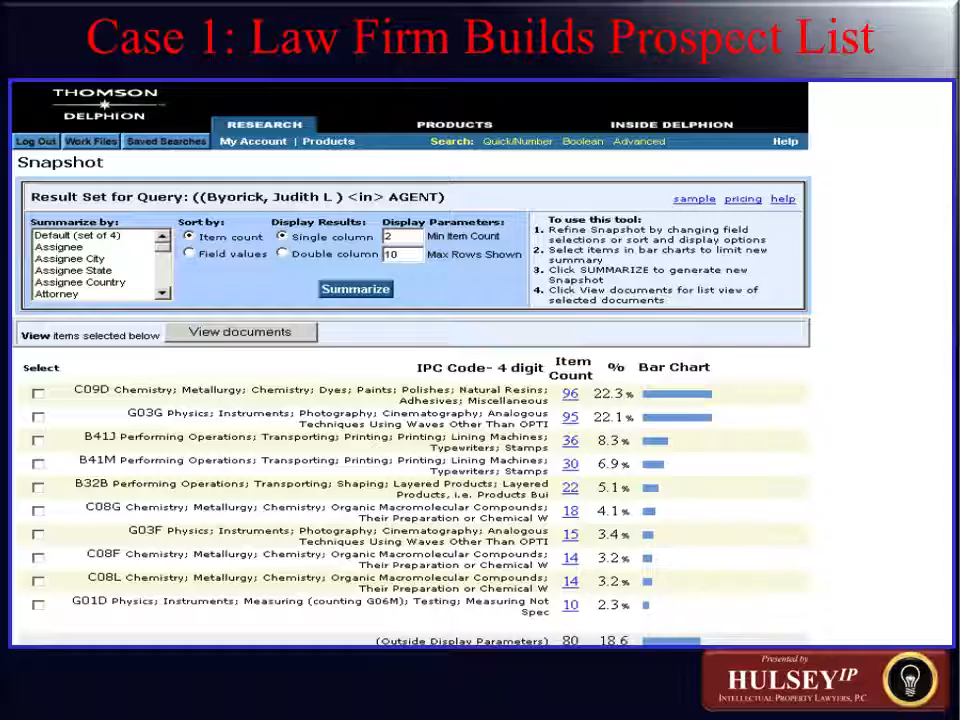 Case 1: Law Firm Builds Prospect List
THOMSON
DELPHION
RESEARCH PRODUCTS INSIDE DELPHION
Log Out Work Files Saved Searches My Account | Products Search: Quick/Number Boolean Advanced Help
Snapshot
Result Set for Query: ((Byorick, Judith L ) <in> AGENT) sample pricing help
Summarize by: Sort by: Display Results: Display Parameters:
Default (set of 4)
Assignee
Assignee City
Assignee State
Assignee Country
Attorney
Item count
Field values
Single column
Double column
2 Min Item Count
10 Max Rows Shown
Summarize
To use this tool:
1. Refine Snapshot by changing field
selections or sort and display options
2. Select items in bar charts to limit new
summary
3. Click SUMMARIZE to generate new
Snapshot
4. Click View documents for list view of
selected documents
View items selected below View documents
Select IPC Code- 4 digit Item Count % Bar Chart
C09D Chemistry; Metallurgy; Chemistry; Dyes; Paints; Polishes; Natural Resins;
Adhesives; Miscellaneous 96 22.3%
G03G Physics; Instruments; Photography; Cinematography; Analogous
Techniques Using Waves Other Than OPTI 95 22.1%
B41J Performing Operations; Transporting; Printing; Printing; Lining Machines;
Typewriters; Stamps 36 8.3%
B41M Performing Operations; Transporting; Printing; Printing; Lining Machines;
Typewriters; Stamps 30 6.9%
B32B Performing Operations; Transporting; Shaping; Layered Products; Layered
Products, i.e. Products Bui 22 5.1%
C08G Chemistry; Metallurgy; Chemistry; Organic Macromolecular Compounds;
Their Preparation or Chemical W 18 4.1%
G03F Physics; Instruments; Photography; Cinematography; Analogous
Techniques Using Waves Other Than OPTI 15 3.4%
C08F Chemistry; Metallurgy; Chemistry; Organic Macromolecular Compounds;
Their Preparation or Chemical W 14 3.2%
C08L Chemistry; Metallurgy; Chemistry; Organic Macromolecular Compounds;
Their Preparation or Chemical W 14 3.2%
G01D Physics; Instruments; Measuring (counting G06M); Testing; Measuring Not
Spec 10 2.3%
(Outside Display Parameters) 80 18.6
Presented by
HULSEY IP
INTELLECTUAL PROPERTY LAWYERS, P.C.